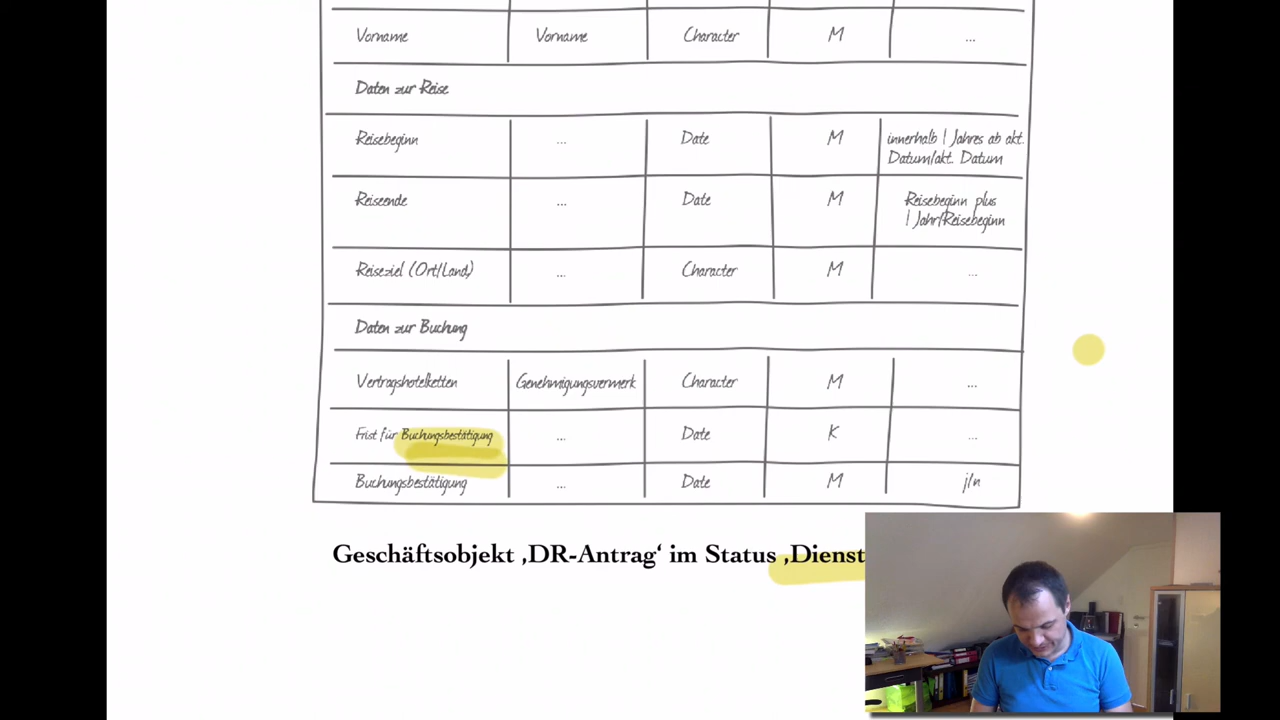 Vorname Vorname Character M ...
Daten zur Reise
Reisebeginn ... Date M innerhalb 1 Jahres ab akt.
Datum/akt. Datum
Reiseende ... Date M Reisebeginn plus
1 Jahr/Reisebeginn
Reiseziel (Ort/Land) ... Character M ...
Daten zur Buchung
Vertragshotelketten Genehmigungsvermerk Character M ...
Frist für Buchungsbestätigung ... Date K ...
Buchungsbestätigung ... Date M j/n
Geschäftsobjekt ‚DR-Antrag‘ im Status ‚Dienst